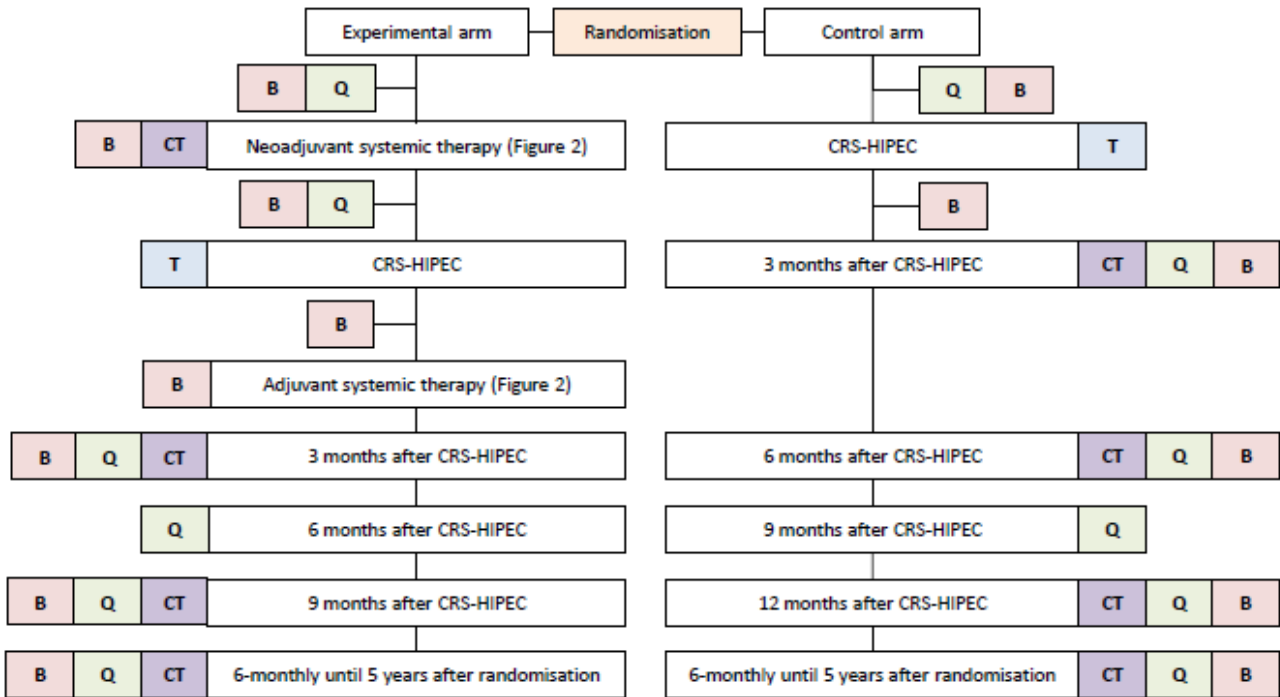 Experimental arm Randomisation Control arm
B Q Q B
B CT Neoadjuvant systemic therapy (Figure 2) CRS-HIPEC T
B Q B
T CRS-HIPEC 3 months after CRS-HIPEC CT Q B
B
B Adjuvant systemic therapy (Figure 2)
B Q CT 3 months after CRS-HIPEC 6 months after CRS-HIPEC CT Q B
Q 6 months after CRS-HIPEC 9 months after CRS-HIPEC Q
B Q CT 9 months after CRS-HIPEC 12 months after CRS-HIPEC CT Q B
B Q CT 6-monthly until 5 years after randomisation 6-monthly until 5 years after randomisation CT Q B